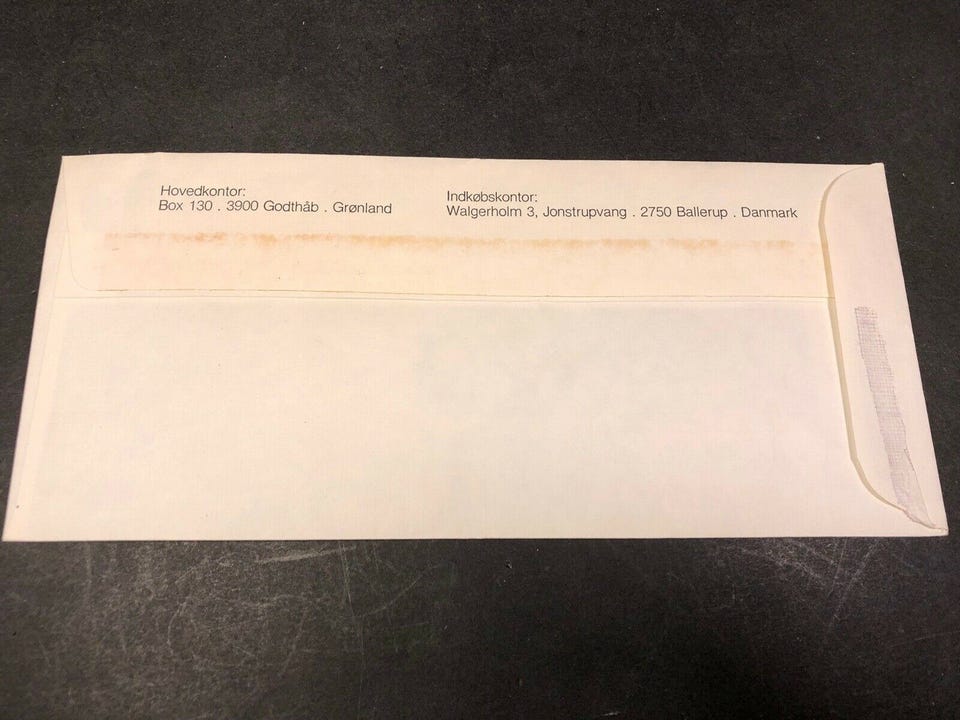 Hovedkontor:
Box 130 . 3900 Godthåb . Grønland
Indkøbskontor:
Walgerholm 3, Jonstrupvang . 2750 Ballerup . Danmark